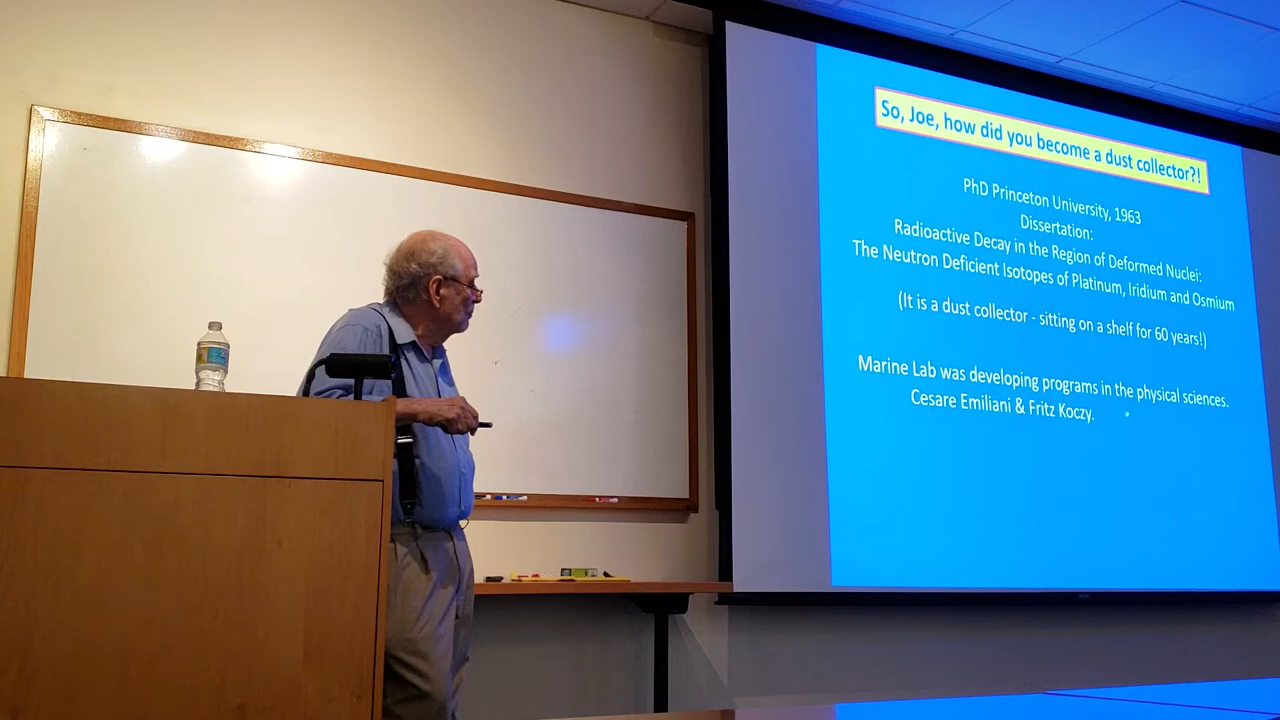 So, Joe, how did you become a dust collector?!
PhD Princeton University, 1963
Dissertation:
Radioactive Decay in the Region of Deformed Nuclei:
The Neutron Deficient Isotopes of Platinum, Iridium and Osmium
(It is a dust collector - sitting on a shelf for 60 years!)
Marine Lab was developing programs in the physical sciences.
Cesare Emiliani & Fritz Koczy.